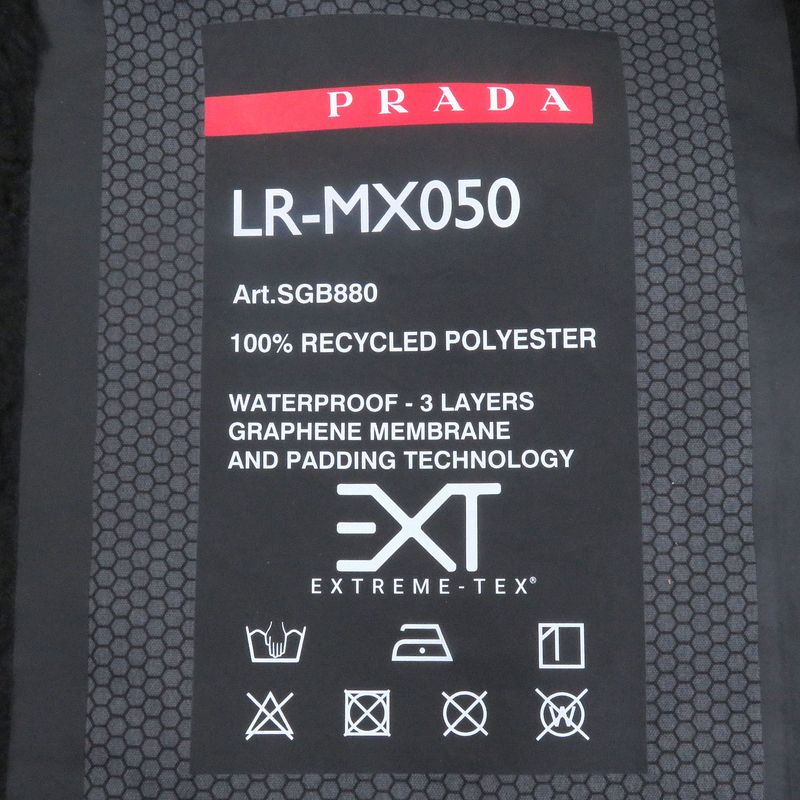 PRADA
LR-MX050
Art.SGB880
100% RECYCLED POLYESTER
WATERPROOF - 3 LAYERS
GRAPHENE MEMBRANE
AND PADDING TECHNOLOGY
EXT
EXTREME-TEX®
W